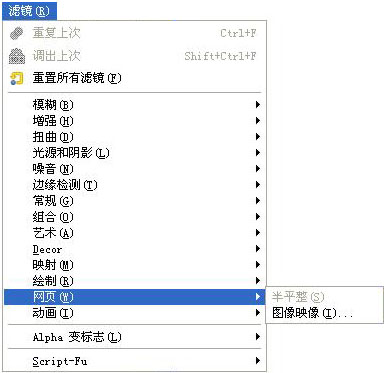 滤镜(R)
重复上次 Ctrl+F
调出上次 Shift+Ctrl+F
重置所有滤镜(F)
模糊(B)
增强(H)
扭曲(D)
光源和阴影(L)
噪音(N)
边缘检测(T)
常规(G)
组合(O)
艺术(A)
Decor
映射(M)
绘制(R)
网页(W)
半平整(S)
图像映像(I)...
动画(I)
Alpha 变标志(L)
Script-Fu